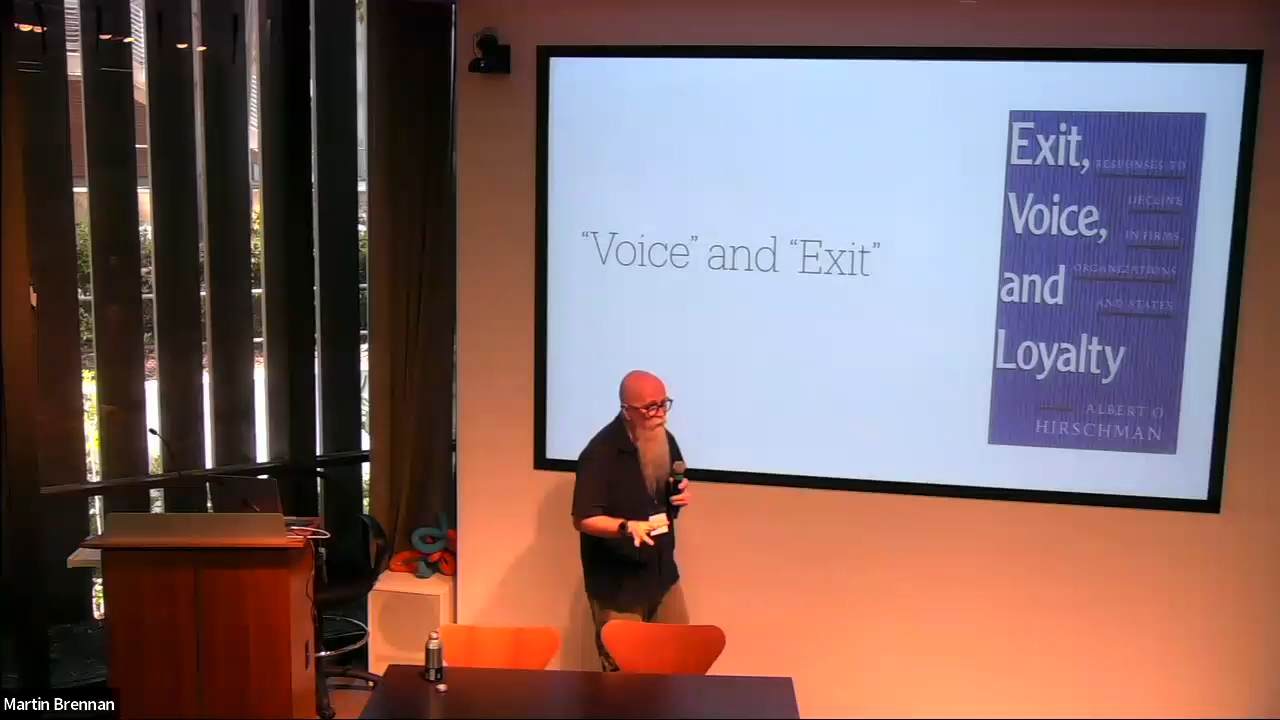 “Voice” and “Exit”
Exit, RESPONSES TO
DECLINE
Voice, IN FIRMS,
and ORGANIZATIONS
AND STATES
Loyalty
ALBERT O
HIRSCHMAN
Martin Brennan